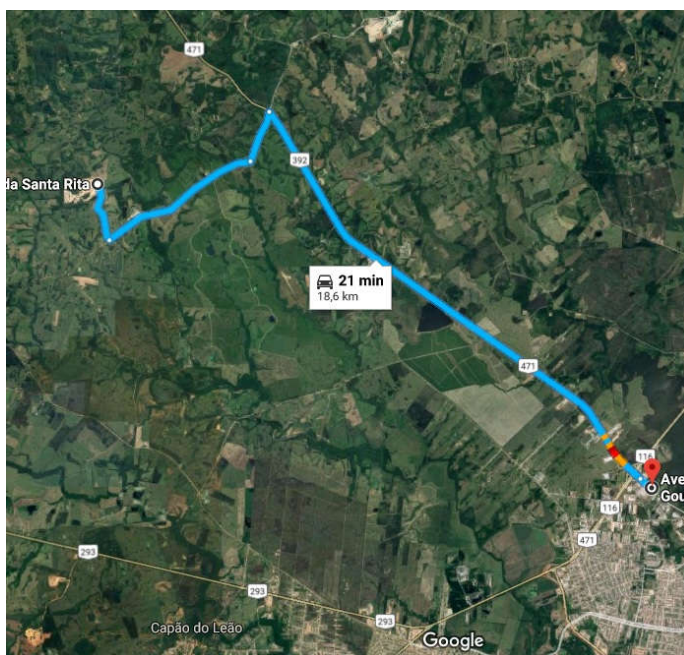 471
392
da Santa Rita
21 min
18,6 km
471
116
Ave
Gou
116
471
293
293
293
Capão do Leão
Google